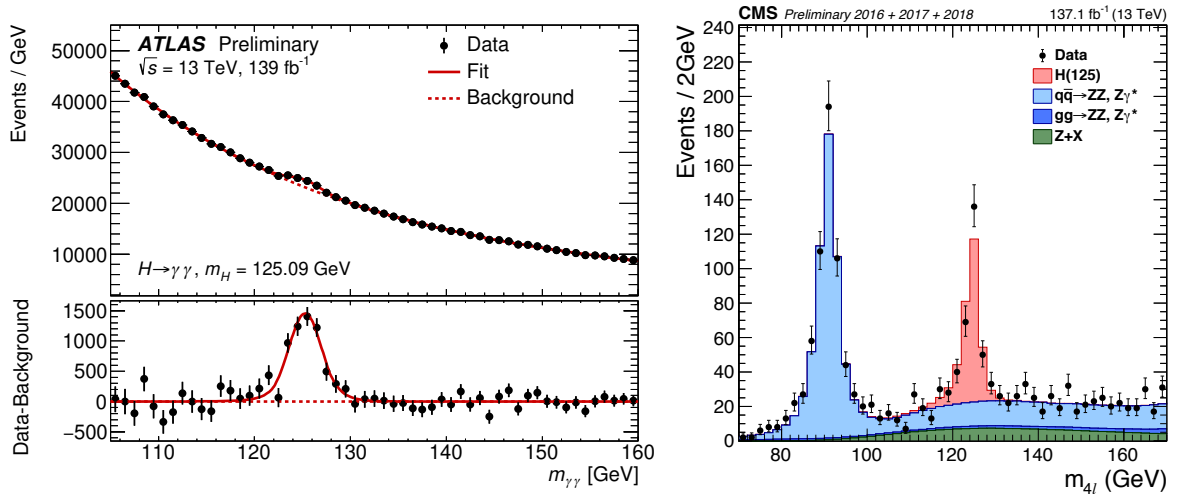 ATLAS Preliminary
√s = 13 TeV, 139 fb⁻¹
Data
Fit
Background
H→γγ, m_H = 125.09 GeV
Events / GeV
50000
40000
30000
20000
10000
Data-Background
1500
1000
500
0
−500
110 120 130 140 150 160
m_γγ [GeV]
CMS Preliminary 2016 + 2017 + 2018 137.1 fb⁻¹ (13 TeV)
Data
H(125)
qq̄→ZZ, Zγ*
gg→ZZ, Zγ*
Z+X
Events / 2GeV
240
220
200
180
160
140
120
100
80
60
40
20
0
80 100 120 140 160
m_4l (GeV)